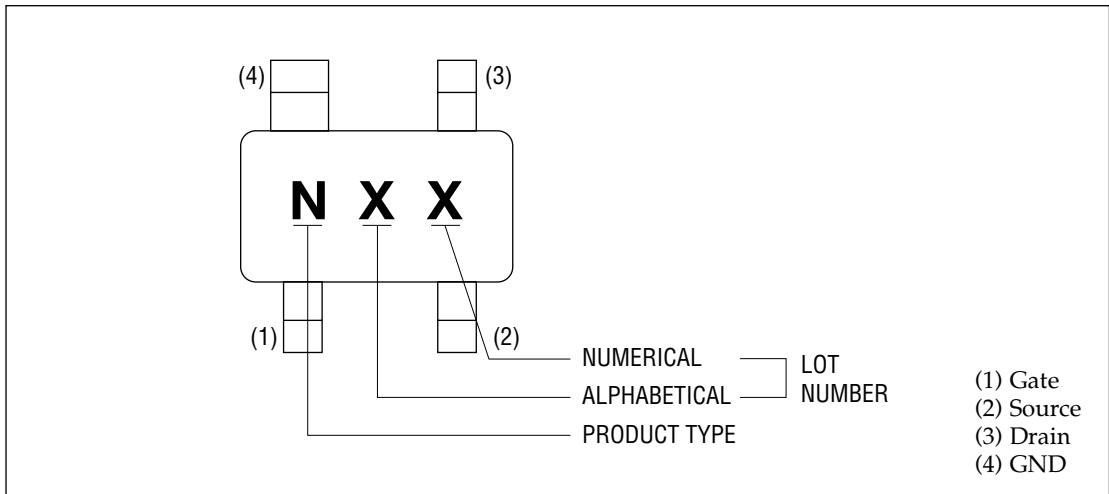 (4)
(3)
N X X
(1)
(2)
NUMERICAL
ALPHABETICAL
PRODUCT TYPE
LOT
NUMBER
(1) Gate
(2) Source
(3) Drain
(4) GND